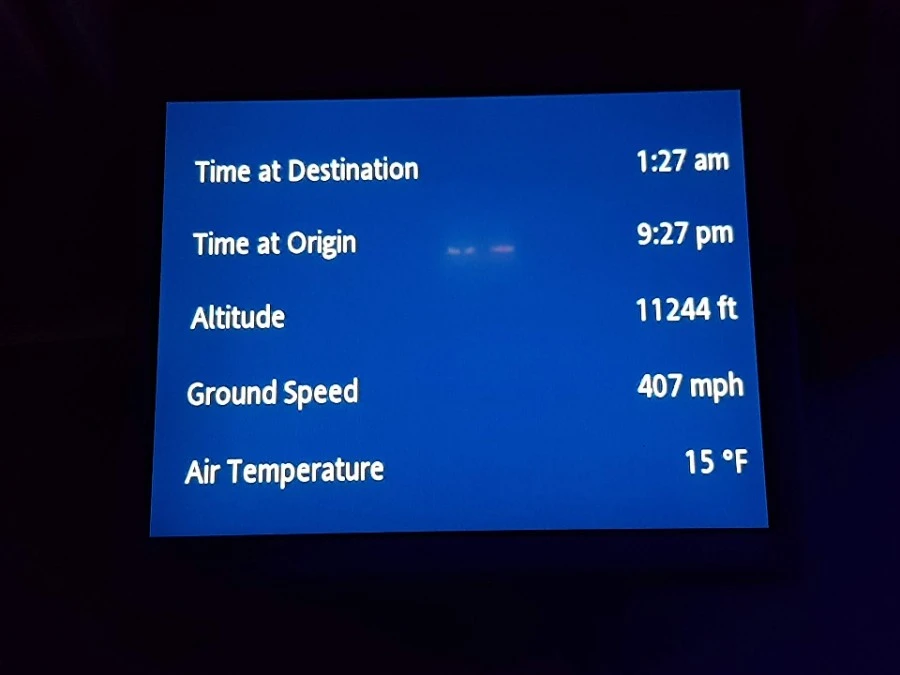 Time at Destination 1:27 am
Time at Origin 9:27 pm
Altitude 11244 ft
Ground Speed 407 mph
Air Temperature 15 °F